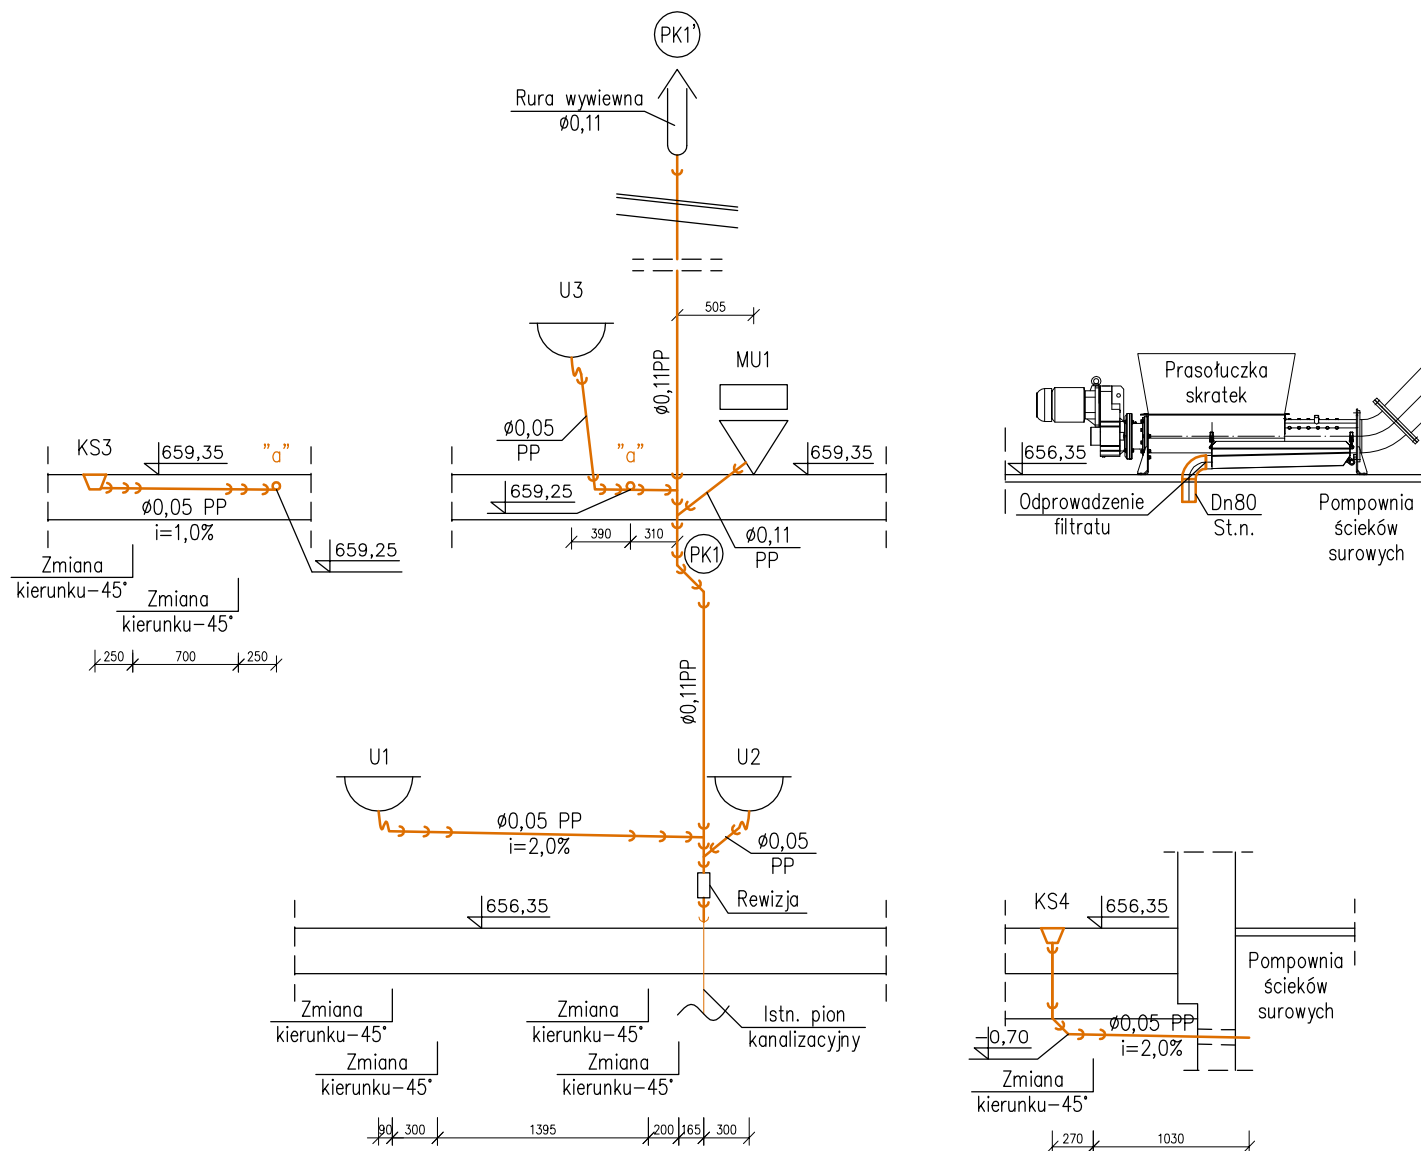 PK1'
Rura wywiewna
ø0,11
U3
505
MU1
ø0,11PP
ø0,05
PP
"a"
659,35
659,25
390
310
ø0,11
PP
PK1
KS3
659,35
"a"
ø0,05 PP
i=1,0%
659,25
Zmiana
kierunku-45°
Zmiana
kierunku-45°
250
700
250
Prasołuczka
skratek
656,35
Odprowadzenie
filtratu
Dn80
St.n.
Pompownia
ścieków
surowych
ø0,11PP
U1
U2
ø0,05 PP
i=2,0%
ø0,05
PP
Rewizja
656,35
Zmiana
kierunku-45°
Zmiana
kierunku-45°
Zmiana
kierunku-45°
Zmiana
kierunku-45°
Istn. pion
kanalizacyjny
90
300
1395
200
165
300
KS4
656,35
Pompownia
ścieków
surowych
ø0,05 PP
i=2,0%
-0,70
Zmiana
kierunku-45°
270
1030